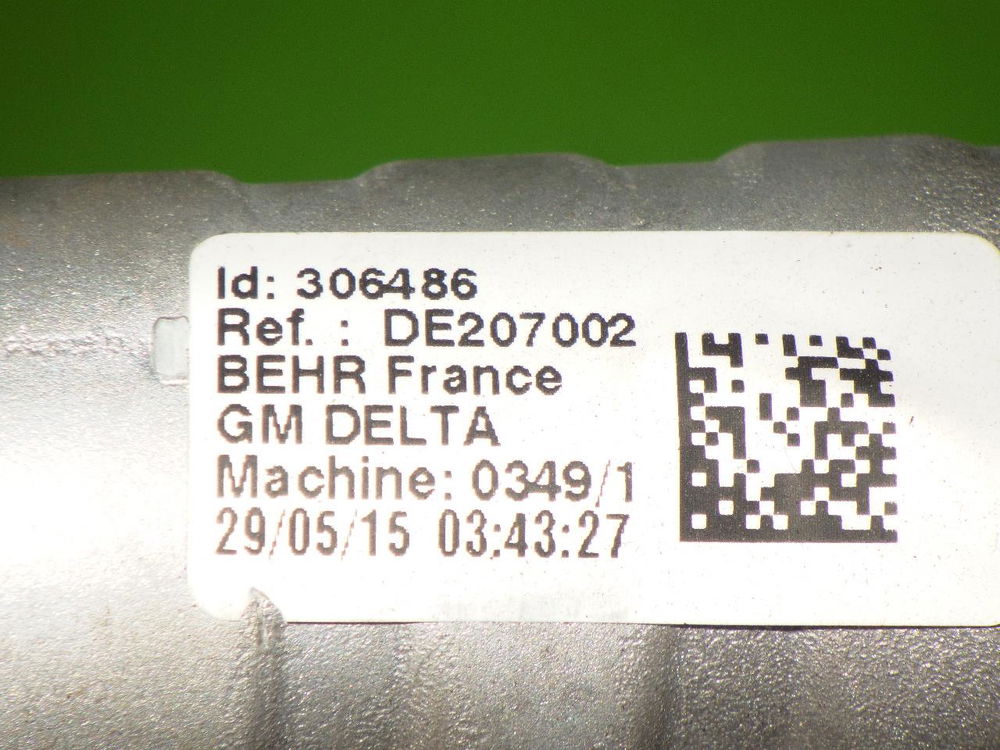 Id: 306486
Ref. : DE207002
BEHR France
GM DELTA
Machine: 0349/1
29/05/15 03:43:27